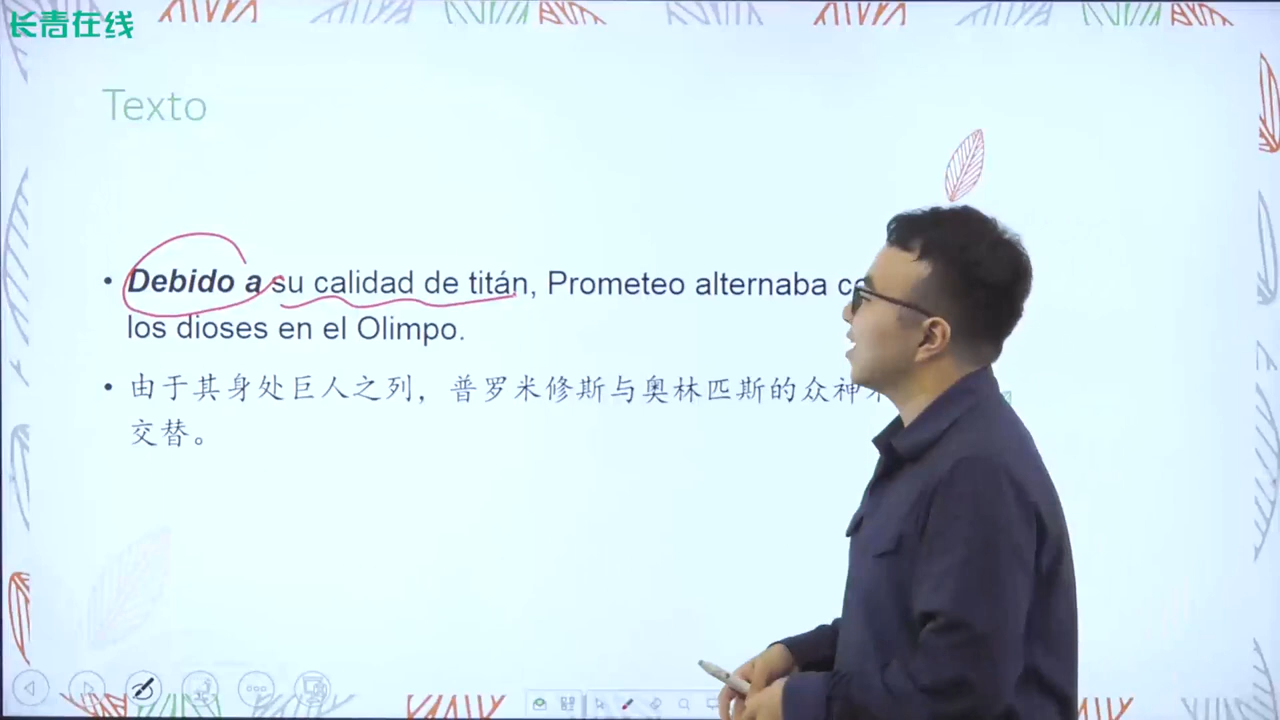 长青在线
Texto
• Debido a su calidad de titán, Prometeo alternaba
los dioses en el Olimpo.
• 由于其身处巨人之列，普罗米修斯与奥林匹斯的众神
交替。